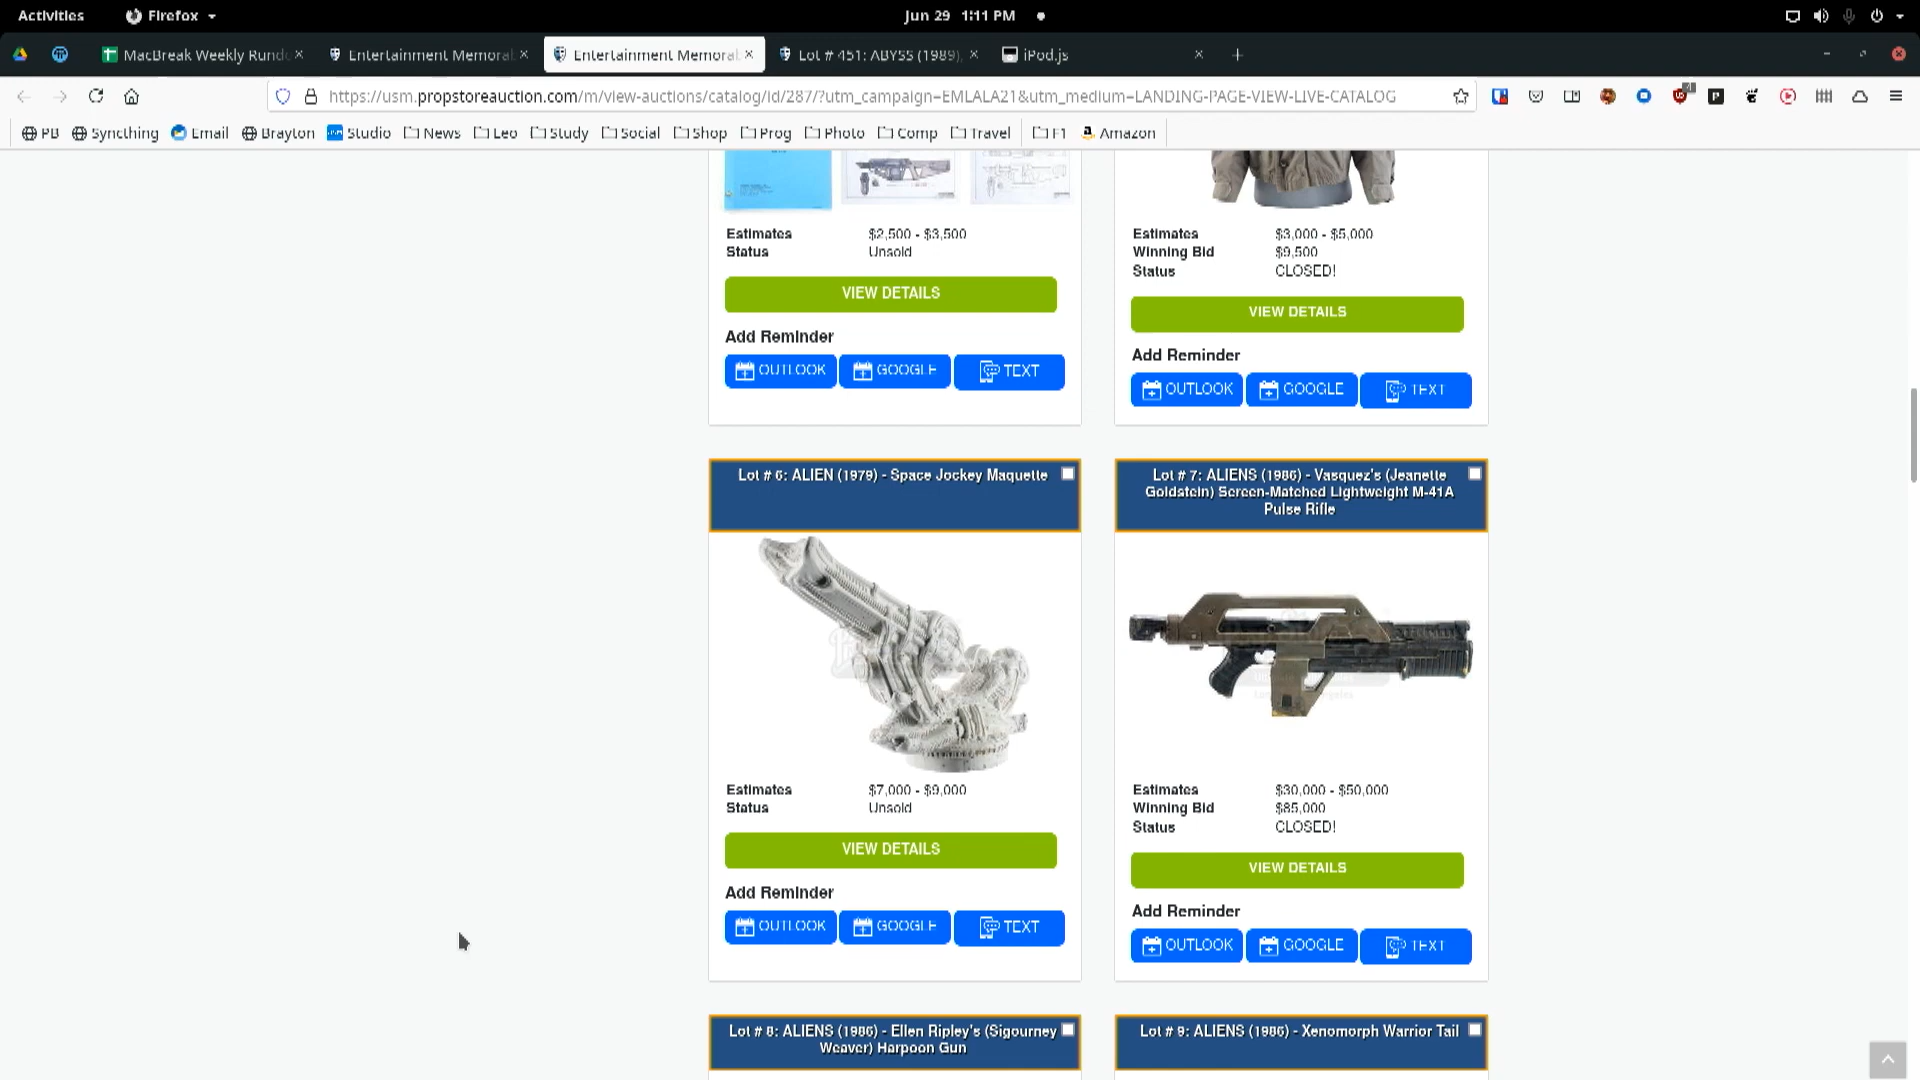 Activities Firefox Jun 29 1:11 PM
MacBreak Weekly Rundo Entertainment Memorab Entertainment Memorab Lot # 451: ABYSS (1989), iPod.js
https://usm.propstoreauction.com/m/view-auctions/catalog/id/287/?utm_campaign=EMLALA21&utm_medium=LANDING-PAGE-VIEW-LIVE-CATALOG
PB Syncthing Email Brayton Studio News Leo Study Social Shop Prog Photo Comp Travel F1 Amazon
Estimates $2,500 - $3,500
Status Unsold
VIEW DETAILS
Add Reminder
OUTLOOK GOOGLE TEXT
Estimates $3,000 - $5,000
Winning Bid $9,500
Status CLOSED!
VIEW DETAILS
Add Reminder
OUTLOOK GOOGLE TEXT
Lot # 6: ALIEN (1979) - Space Jockey Maquette
Estimates $7,000 - $9,000
Status Unsold
VIEW DETAILS
Add Reminder
OUTLOOK GOOGLE TEXT
Lot # 7: ALIENS (1986) - Vasquez's (Jeanette
Goldstein) Screen-Matched Lightweight M-41A
Pulse Rifle
Estimates $30,000 - $50,000
Winning Bid $85,000
Status CLOSED!
VIEW DETAILS
Add Reminder
OUTLOOK GOOGLE TEXT
Lot # 8: ALIENS (1986) - Ellen Ripley's (Sigourney
Weaver) Harpoon Gun
Lot # 9: ALIENS (1986) - Xenomorph Warrior Tail